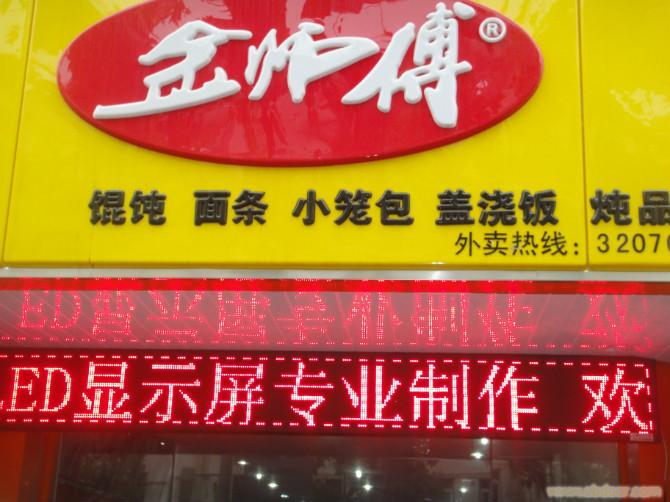 金师傅®
馄饨 面条 小笼包 盖浇饭 炖品
外卖热线：3207
LED显示屏专业制作 欢